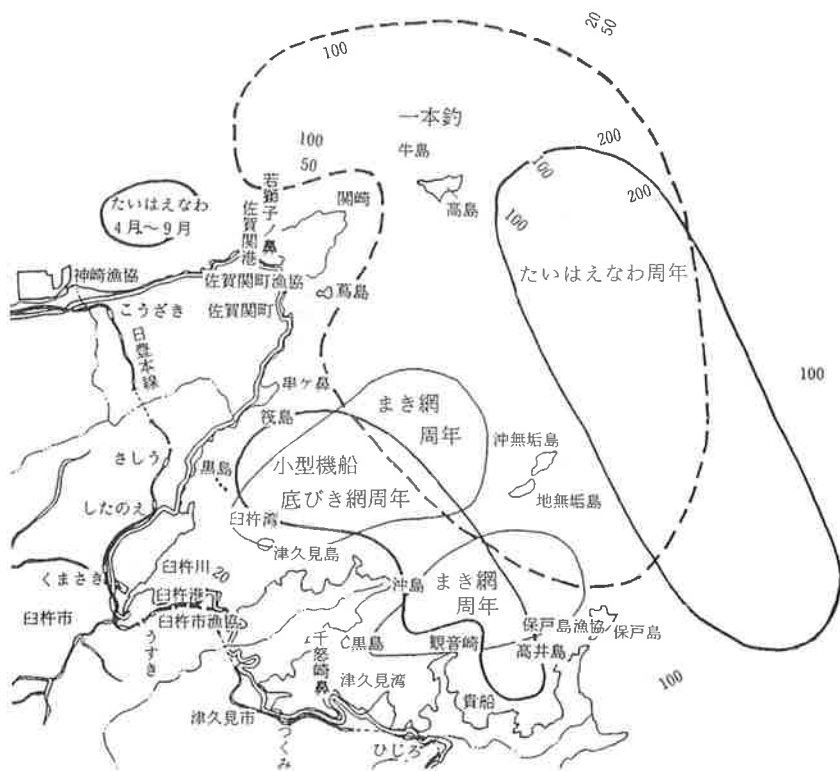 20
50
100
一本釣
牛島
100
50
200
100
200
高島
100
若獅子ノ鼻
関崎
たいはえなわ
4月〜9月
佐賀関港
たいはえなわ周年
神崎漁協
佐賀関町漁協
蔦島
こうざき
佐賀関町
日豊本線
100
串ヶ鼻
まき網
周年
筏島
沖無垢島
さしう
黒島
小型機船
底びき網周年
地無垢島
したのえ
臼杵湾
津久見島
くまさき
臼杵川
20
沖島
まき網
周年
臼杵港
臼杵市
臼杵市漁協
うすき
千怒崎鼻
C黒島
観音崎
保戸島漁協
保戸島
高井島
津久見湾
貴船
100
津久見市
つくみ
ひじろ